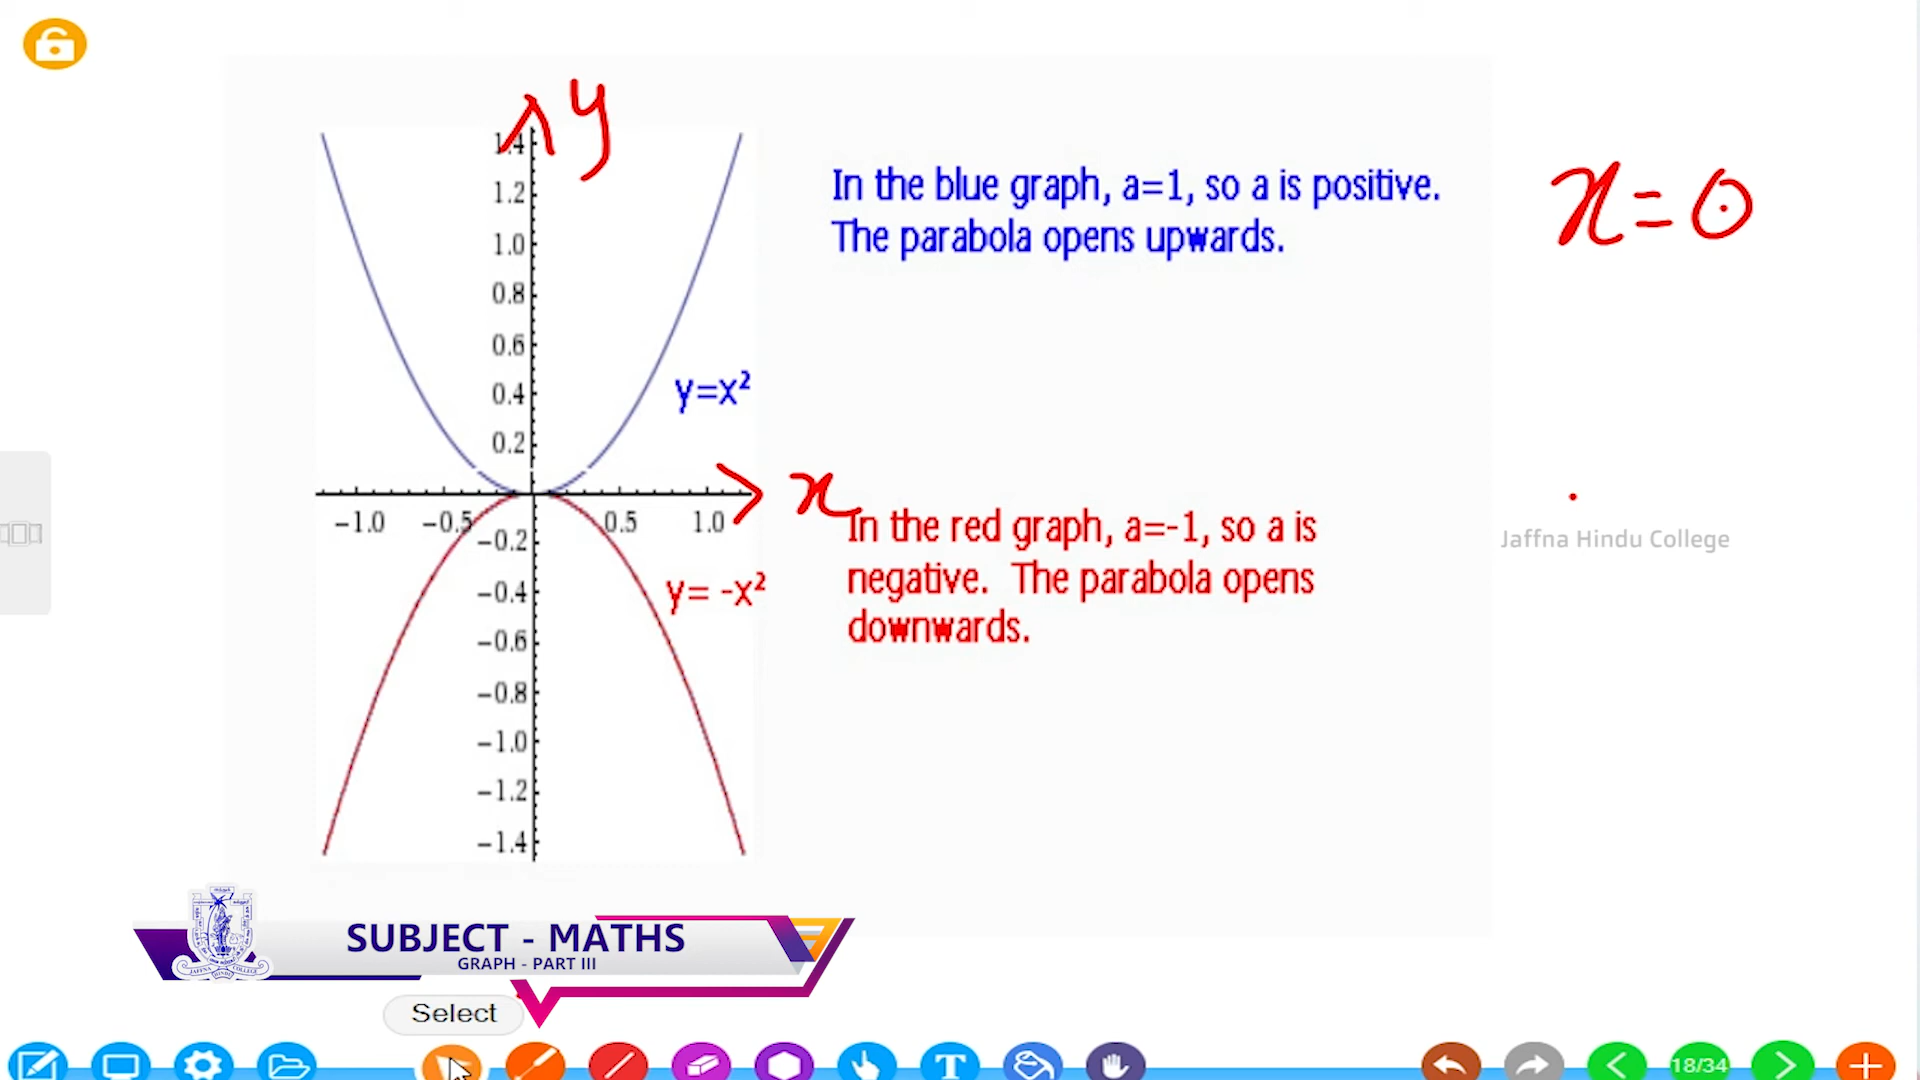 y
1.4
1.2
1.0
0.8
0.6
0.4
0.2
−1.0 −0.5 0.5 1.0
−0.2
−0.4
−0.6
−0.8
−1.0
−1.2
−1.4
y=x²
x
y= -x²
In the blue graph, a=1, so a is positive.
The parabola opens upwards.
x=0
In the red graph, a=-1, so a is
negative. The parabola opens
downwards.
Jaffna Hindu College
SUBJECT - MATHS
GRAPH - PART III
JAFFNA HINDU COLLEGE
Select
T
18/34